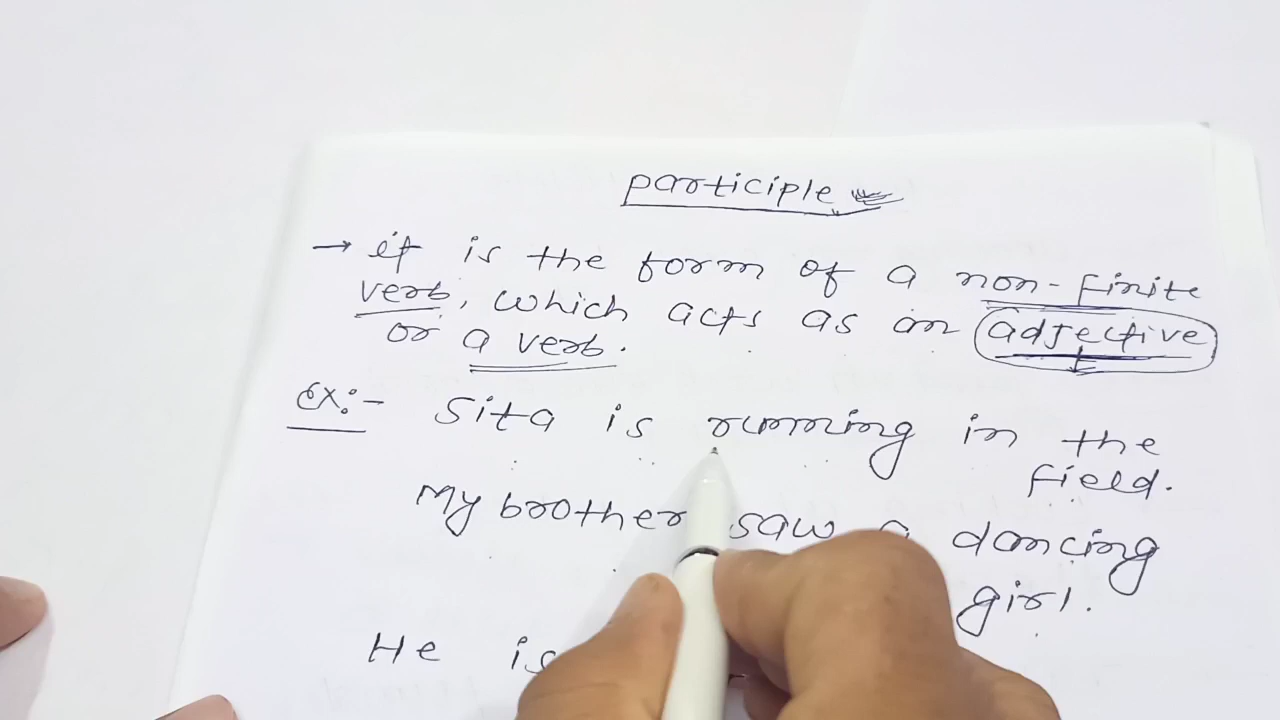 participle
→ it is the form of a non-finite
verb, which acts as an adjective
or a verb.
Ex:- Sita is running in the
field.
My brother saw a dancing
girl.
He is